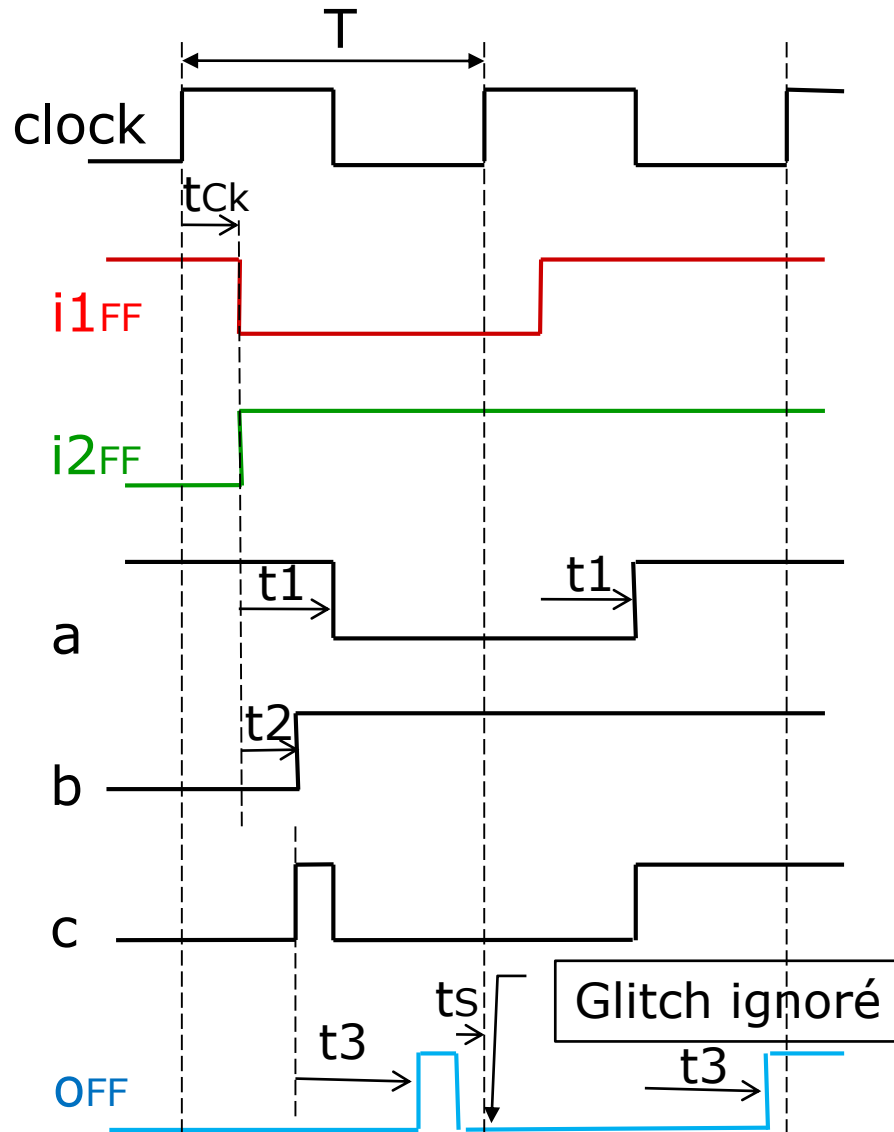 T
clock
tCk
i1FF
i2FF
t1
t1
a
t2
b
c
ts
Glitch ignoré
t3
t3
oFF